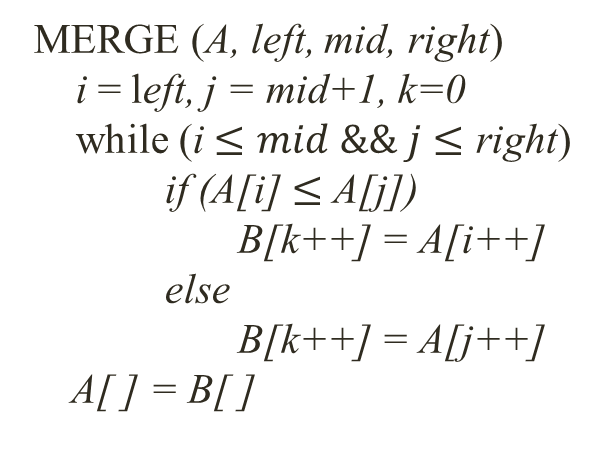 MERGE (A, left, mid, right)
i = left, j = mid+1, k=0
while (i ≤ mid && j ≤ right)
if (A[i] ≤ A[j])
B[k++] = A[i++]
else
B[k++] = A[j++]
A[ ] = B[ ]